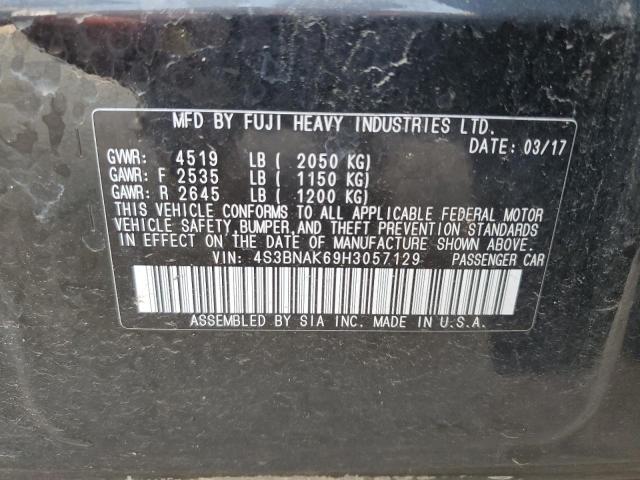 MFD BY FUJI HEAVY INDUSTRIES LTD.
DATE: 03/17
GVWR: 4519 LB ( 2050 KG)
GAWR: F 2535 LB ( 1150 KG)
GAWR: R 2645 LB ( 1200 KG)
THIS VEHICLE CONFORMS TO ALL APPLICABLE FEDERAL MOTOR
VEHICLE SAFETY, BUMPER, AND THEFT PREVENTION STANDARDS
IN EFFECT ON THE DATE OF MANUFACTURE SHOWN ABOVE.
VIN: 4S3BNAK69H3057129 PASSENGER CAR
ASSEMBLED BY SIA INC. MADE IN U.S.A.